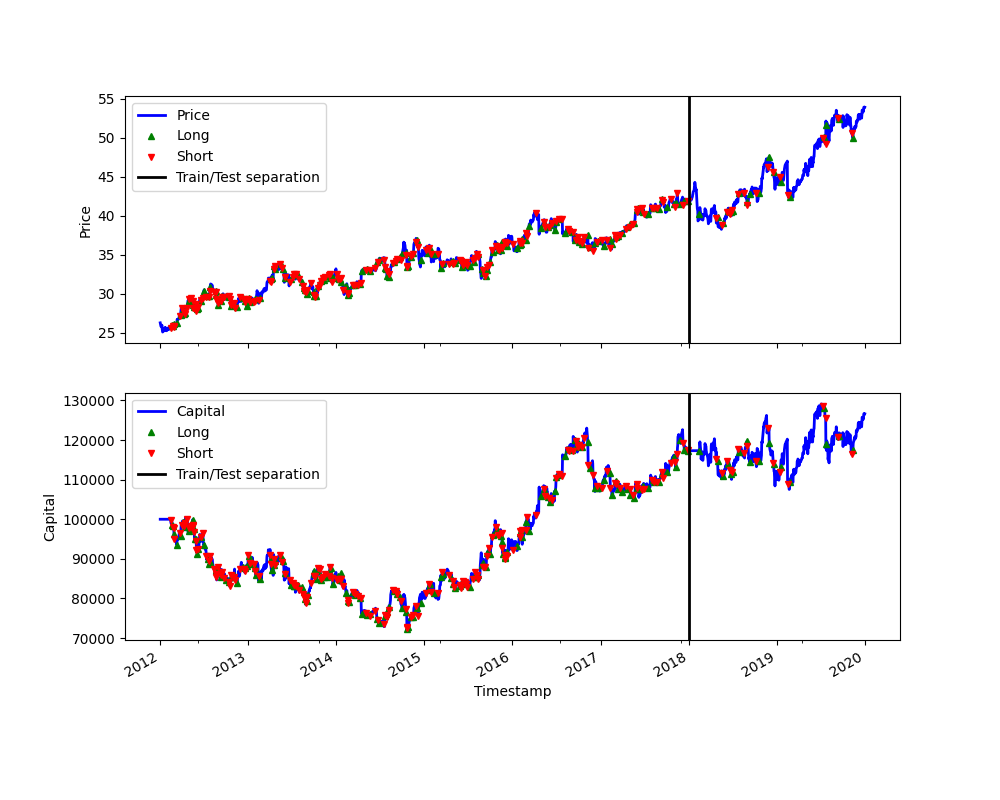 55
50
45
40
35
30
25
Price
Price
Long
Short
Train/Test separation
130000
120000
110000
100000
90000
80000
70000
Capital
Capital
Long
Short
Train/Test separation
2012 2013 2014 2015 2016 2017 2018 2019 2020
Timestamp